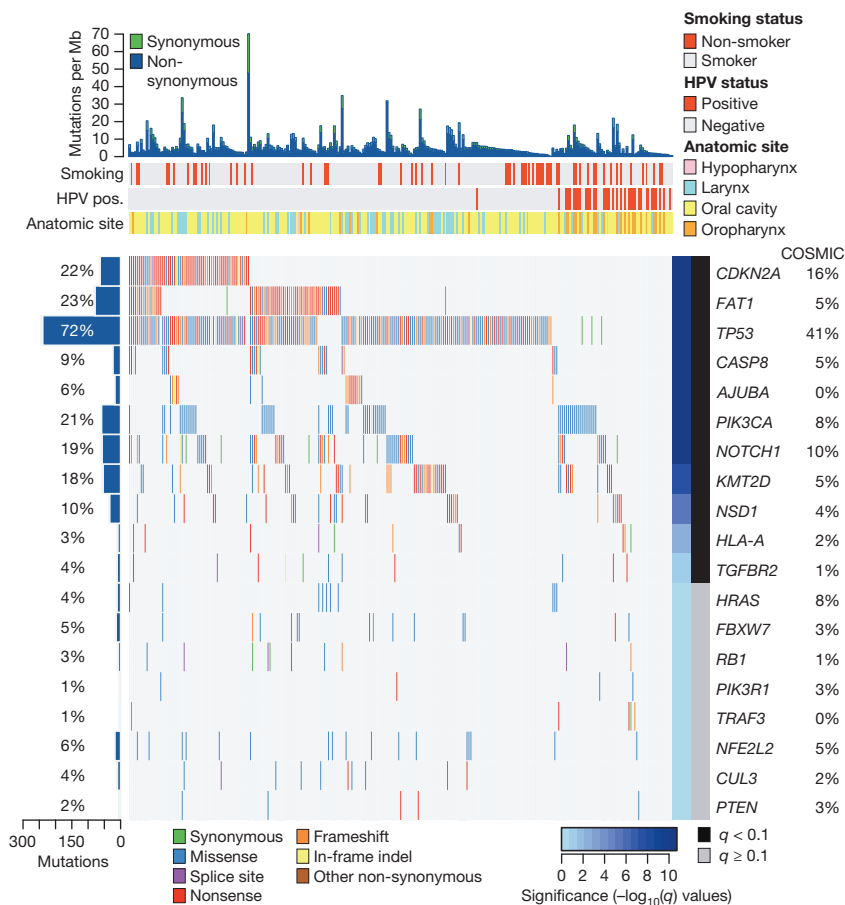 Mutations per Mb
70
60
50
40
30
20
10
0
Synonymous
Non-
synonymous
Smoking status
Non-smoker
Smoker
HPV status
Positive
Negative
Anatomic site
Hypopharynx
Larynx
Oral cavity
Oropharynx
Smoking
HPV pos.
Anatomic site
COSMIC
22% CDKN2A 16%
23% FAT1 5%
72% TP53 41%
9% CASP8 5%
6% AJUBA 0%
21% PIK3CA 8%
19% NOTCH1 10%
18% KMT2D 5%
10% NSD1 4%
3% HLA-A 2%
4% TGFBR2 1%
4% HRAS 8%
5% FBXW7 3%
3% RB1 1%
1% PIK3R1 3%
1% TRAF3 0%
6% NFE2L2 5%
4% CUL3 2%
2% PTEN 3%
300 150 0
Mutations
Synonymous
Missense
Splice site
Nonsense
Frameshift
In-frame indel
Other non-synonymous
0 2 4 6 8 10
Significance (–log10(q) values)
q < 0.1
q ≥ 0.1